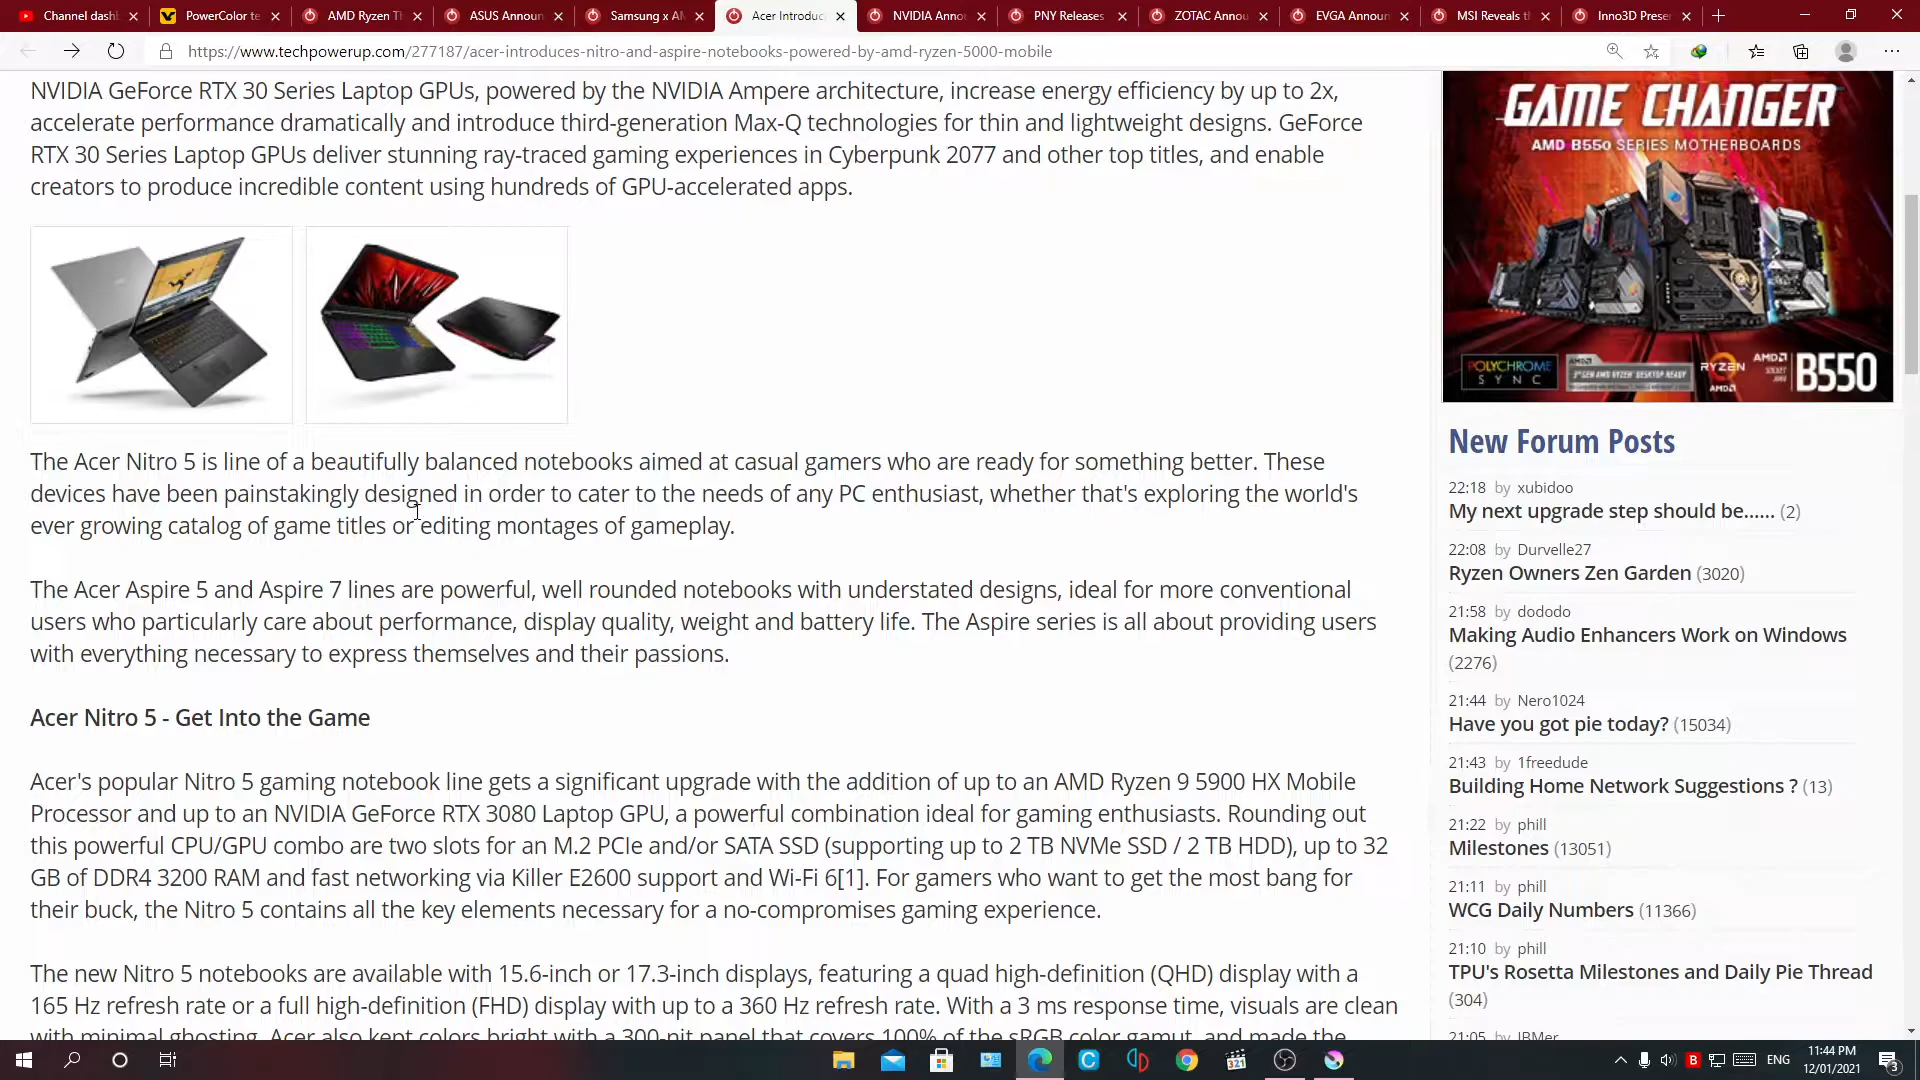 Channel dash
PowerColor te
AMD Ryzen T
ASUS Announ
Samsung x A
Acer Introduc
NVIDIA Anno
PNY Releases
ZOTAC Annou
EVGA Announ
MSI Reveals t
Inno3D Prese
https://www.techpowerup.com/277187/acer-introduces-nitro-and-aspire-notebooks-powered-by-amd-ryzen-5000-mobile
NVIDIA GeForce RTX 30 Series Laptop GPUs, powered by the NVIDIA Ampere architecture, increase energy efficiency by up to 2x,
accelerate performance dramatically and introduce third-generation Max-Q technologies for thin and lightweight designs. GeForce
RTX 30 Series Laptop GPUs deliver stunning ray-traced gaming experiences in Cyberpunk 2077 and other top titles, and enable
creators to produce incredible content using hundreds of GPU-accelerated apps.
The Acer Nitro 5 is line of a beautifully balanced notebooks aimed at casual gamers who are ready for something better. These
devices have been painstakingly designed in order to cater to the needs of any PC enthusiast, whether that's exploring the world's
ever growing catalog of game titles or editing montages of gameplay.
The Acer Aspire 5 and Aspire 7 lines are powerful, well rounded notebooks with understated designs, ideal for more conventional
users who particularly care about performance, display quality, weight and battery life. The Aspire series is all about providing users
with everything necessary to express themselves and their passions.
Acer Nitro 5 - Get Into the Game
Acer's popular Nitro 5 gaming notebook line gets a significant upgrade with the addition of up to an AMD Ryzen 9 5900 HX Mobile
Processor and up to an NVIDIA GeForce RTX 3080 Laptop GPU, a powerful combination ideal for gaming enthusiasts. Rounding out
this powerful CPU/GPU combo are two slots for an M.2 PCIe and/or SATA SSD (supporting up to 2 TB NVMe SSD / 2 TB HDD), up to 32
GB of DDR4 3200 RAM and fast networking via Killer E2600 support and Wi-Fi 6[1]. For gamers who want to get the most bang for
their buck, the Nitro 5 contains all the key elements necessary for a no-compromises gaming experience.
The new Nitro 5 notebooks are available with 15.6-inch or 17.3-inch displays, featuring a quad high-definition (QHD) display with a
165 Hz refresh rate or a full high-definition (FHD) display with up to a 360 Hz refresh rate. With a 3 ms response time, visuals are clean
with minimal ghosting. Acer also kept colors bright with a 300-nit panel that covers 100% of the sRGB color gamut, and made the
GAME CHANGER
AMD B550 SERIES MOTHERBOARDS
POLYCHROME
SYNC
3RD GEN AMD RYZEN DESKTOP READY
RYZEN
AMD
AMD
SOCKET
AM4
B550
New Forum Posts
22:18 by xubidoo
My next upgrade step should be...... (2)
22:08 by Durvelle27
Ryzen Owners Zen Garden (3020)
21:58 by dododo
Making Audio Enhancers Work on Windows
(2276)
21:44 by Nero1024
Have you got pie today? (15034)
21:43 by 1freedude
Building Home Network Suggestions ? (13)
21:22 by phill
Milestones (13051)
21:11 by phill
WCG Daily Numbers (11366)
21:10 by phill
TPU's Rosetta Milestones and Daily Pie Thread
(304)
21:05 by JBMer
ENG
11:44 PM
12/01/2021
3